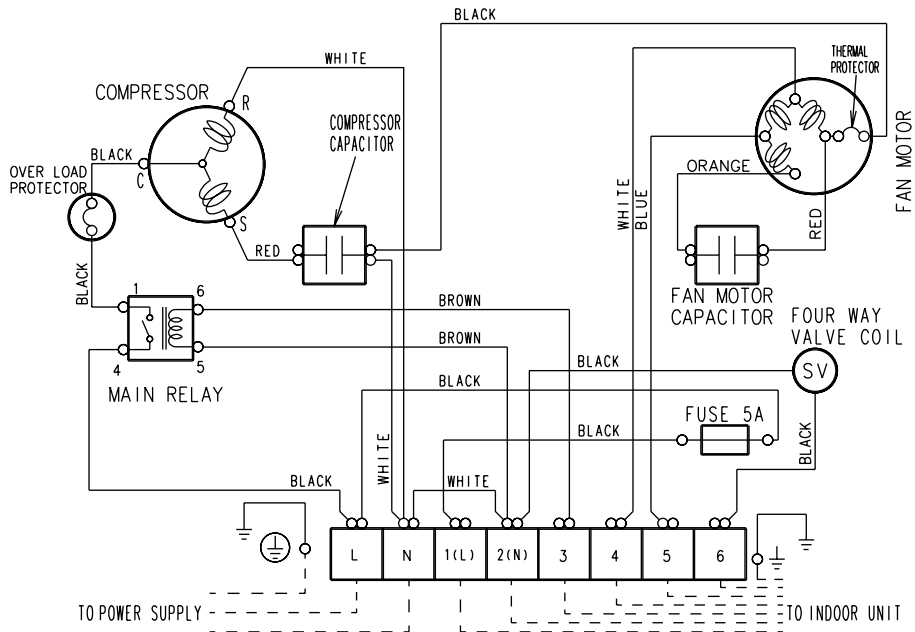 BLACK
WHITE
THERMAL
PROTECTOR
COMPRESSOR
R
COMPRESSOR
CAPACITOR
BLACK
C
OVER LOAD
PROTECTOR
S
RED
ORANGE
WHITE
BLUE
RED
FAN MOTOR
BLACK
1
6
BROWN
FAN MOTOR
CAPACITOR
FOUR WAY
VALVE COIL
4
5
BROWN
BLACK
SV
MAIN RELAY
BLACK
FUSE 5A
BLACK
BLACK
WHITE
BLACK
WHITE
L
N
1(L)
2(N)
3
4
5
6
TO POWER SUPPLY
TO INDOOR UNIT